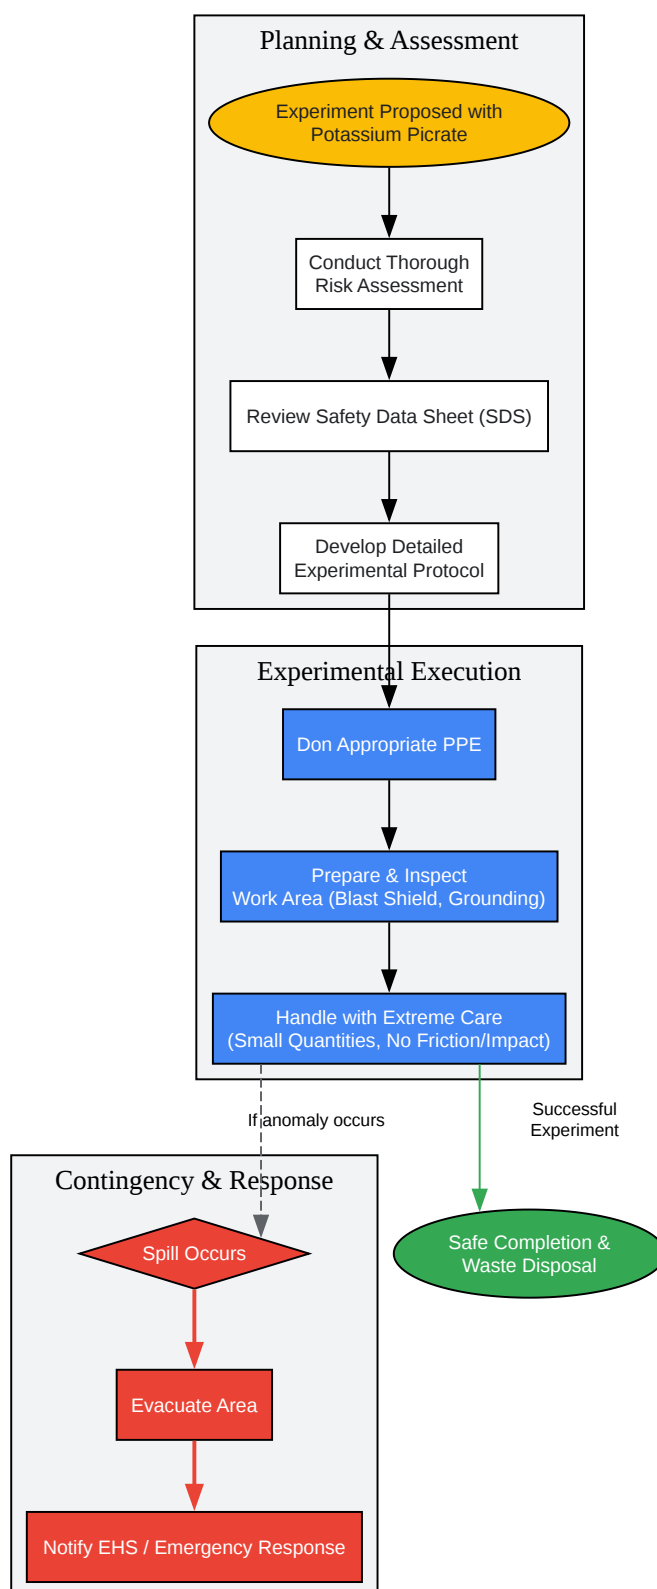 Planning & Assessment
Experiment Proposed with
Potassium Picrate
Conduct Thorough
Risk Assessment
Review Safety Data Sheet (SDS)
Develop Detailed
Experimental Protocol
Experimental Execution
Don Appropriate PPE
Prepare & Inspect
Work Area (Blast Shield, Grounding)
Handle with Extreme Care
(Small Quantities, No Friction/Impact)
If anomaly occurs
Successful
Experiment
Contingency & Response
Spill Occurs
Safe Completion &
Waste Disposal
Evacuate Area
Notify EHS / Emergency Response